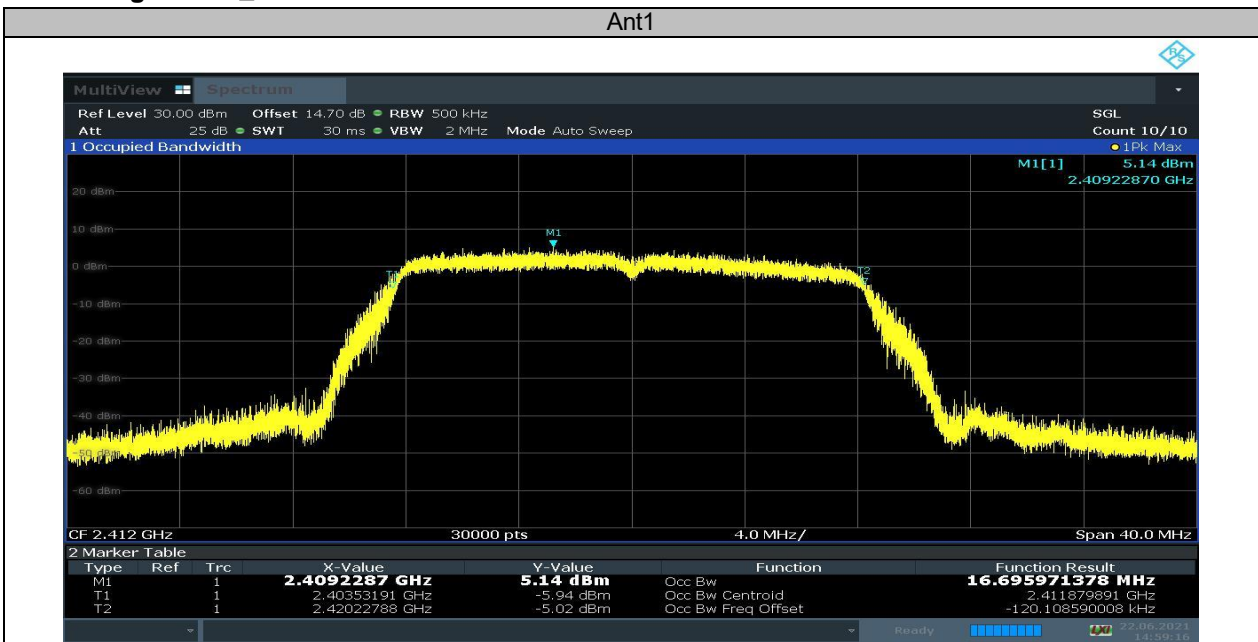 Ant1
R&S
MultiView Spectrum
Ref Level 30.00 dBm Offset 14.70 dB RBW 500 kHz SGL
Att 25 dB SWT 30 ms VBW 2 MHz Mode Auto Sweep Count 10/10
1 Occupied Bandwidth 1Pk Max
M1[1] 5.14 dBm
2.40922870 GHz
20 dBm
10 dBm
M1
0 dBm
T1 T2
-10 dBm
-20 dBm
-30 dBm
-40 dBm
-50 dBm
-60 dBm
CF 2.412 GHz 30000 pts 4.0 MHz/ Span 40.0 MHz
2 Marker Table
Type Ref Trc X-Value Y-Value Function Function Result
M1 1 2.4092287 GHz 5.14 dBm Occ Bw 16.695971378 MHz
T1 1 2.40353191 GHz -5.94 dBm Occ Bw Centroid 2.411879891 GHz
T2 1 2.42022788 GHz -5.02 dBm Occ Bw Freq Offset -120.108590008 kHz
Ready 22.06.2021
14:59:16